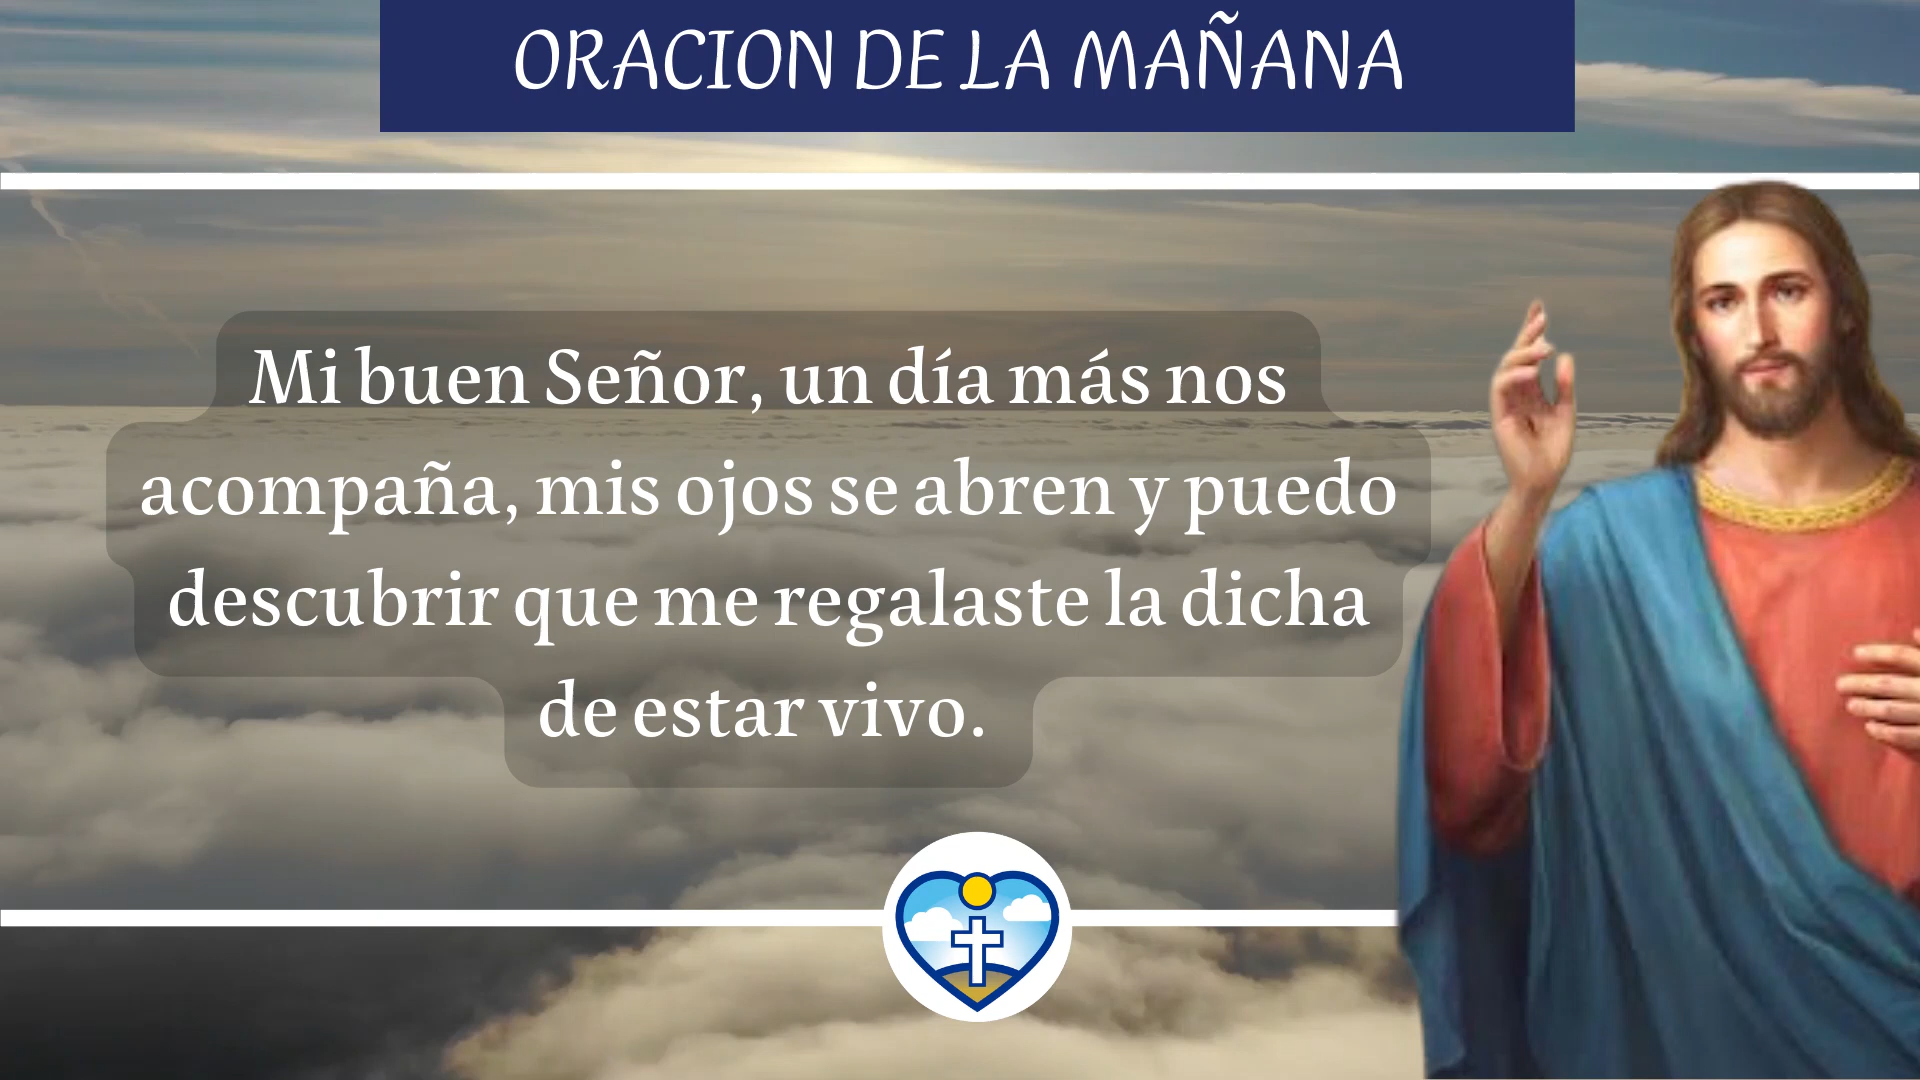 ORACION DE LA MAÑANA
Mi buen Señor, un día más nos
acompaña, mis ojos se abren y puedo
descubrir que me regalaste la dicha
de estar vivo.